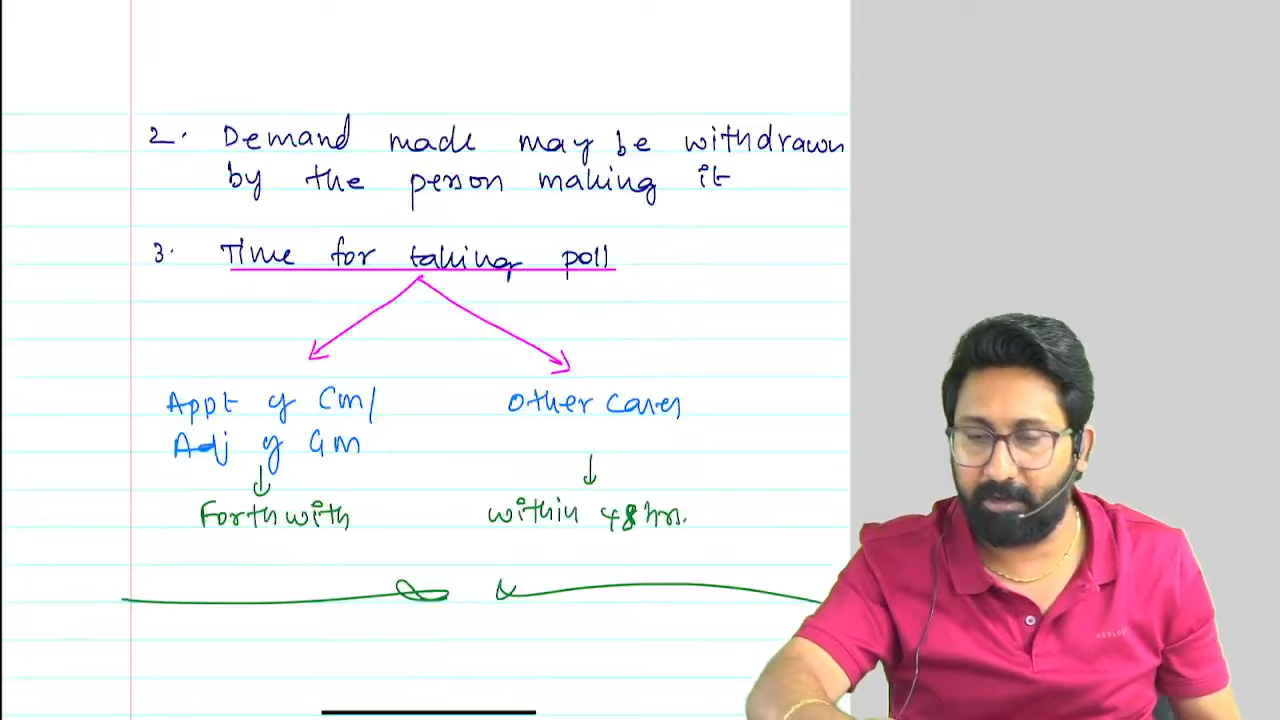 2. Demand made may be withdrawn
by the person making it
3. Time for taking poll
Appt of Cm/ Other cases
Adj of GM
Forthwith within 48 hrs.